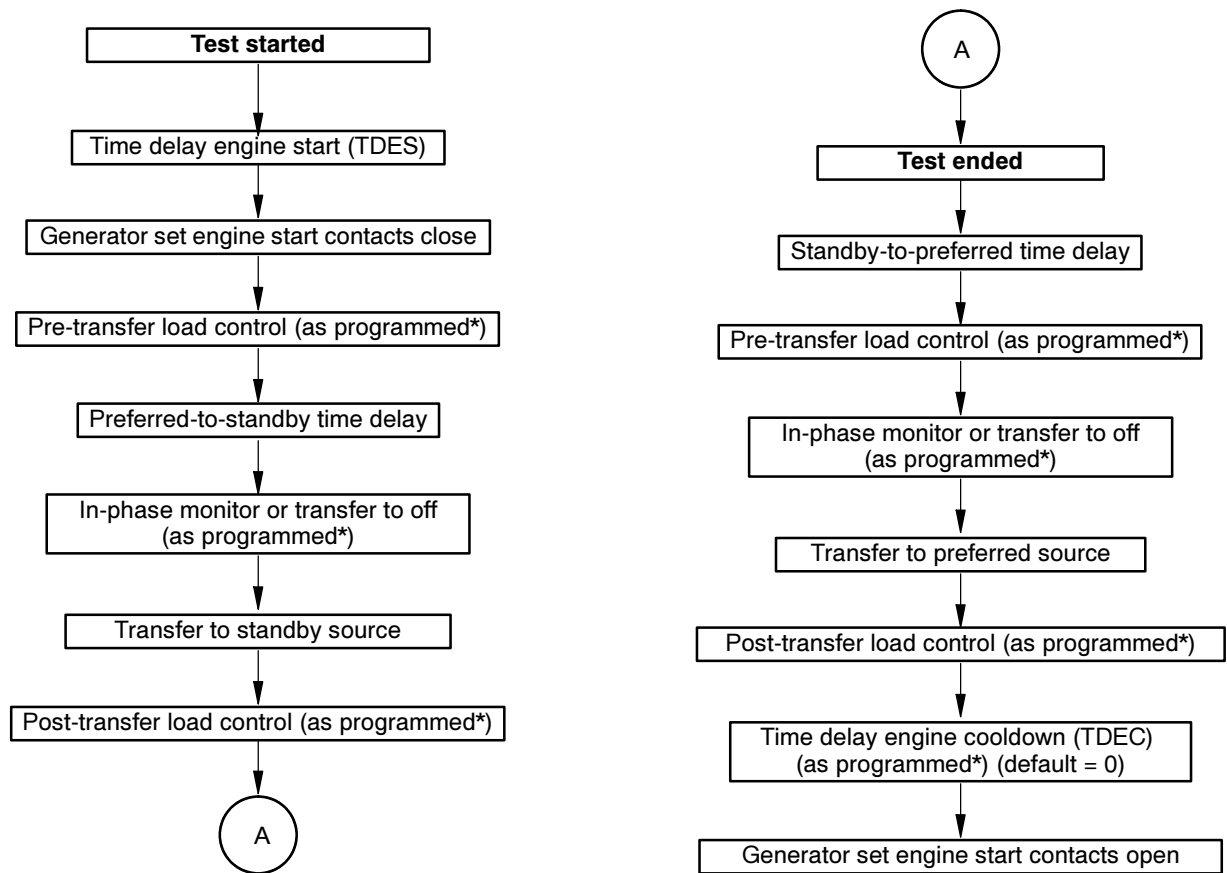 Test started
Time delay engine start (TDES)
Generator set engine start contacts close
Pre-transfer load control (as programmed*)
Preferred-to-standby time delay
In-phase monitor or transfer to off
(as programmed*)
Transfer to standby source
Post-transfer load control (as programmed*)
A
A
Test ended
Standby-to-preferred time delay
Pre-transfer load control (as programmed*)
In-phase monitor or transfer to off
(as programmed*)
Transfer to preferred source
Post-transfer load control (as programmed*)
Time delay engine cooldown (TDEC)
(as programmed*) (default = 0)
Generator set engine start contacts open